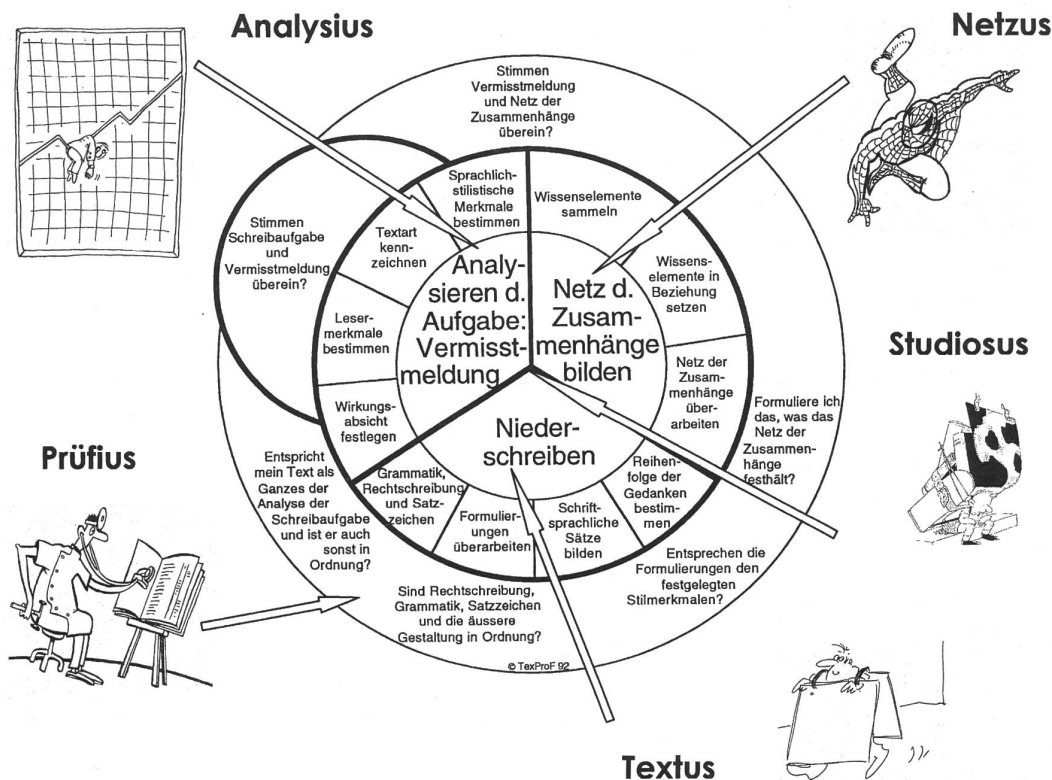 Analysius
Netzus
Stimmen
Vermisstmeldung
und Netz der
Zusammenhänge
überein?
Stimmen
Schreibaufgabe
und
Vermisstmeldung
überein?
Sprachlich-
stilistische
Merkmale
bestimmen
Textart
kenn-
zeichnen
Leser-
merkmale
bestimmen
Wirkungs-
absicht
festlegen
Analy-
sieren d.
Aufgabe:
Vermisst-
meldung
Wissenselemente
sammeln
Wissens-
elemente in
Beziehung
setzen
Netz der
Zusam-
menhänge
über-
arbeiten
Netz d.
Zusam-
menhänge
bilden
Studiosus
Formuliere ich
das, was das
Netz der
Zusammen-
hänge
festhält?
Nieder-
schreiben
Reihen-
folge der
Gedanken
bestim-
men
Schrift-
sprachliche
Sätze
bilden
Formulier-
ungen
überarbeiten
Grammatik,
Rechtschreibung
und Satz-
zeichen
Prüfius
Entspricht
mein Text als
Ganzes der
Analyse der
Schreibaufgabe
und ist er auch
sonst in
Ordnung?
Entsprechen die
Formulierungen den
festgelegten
Stilmerkmalen?
Sind Rechtschreibung,
Grammatik, Satzzeichen
und die äussere
Gestaltung in Ordnung?
© TexProF 92
Textus